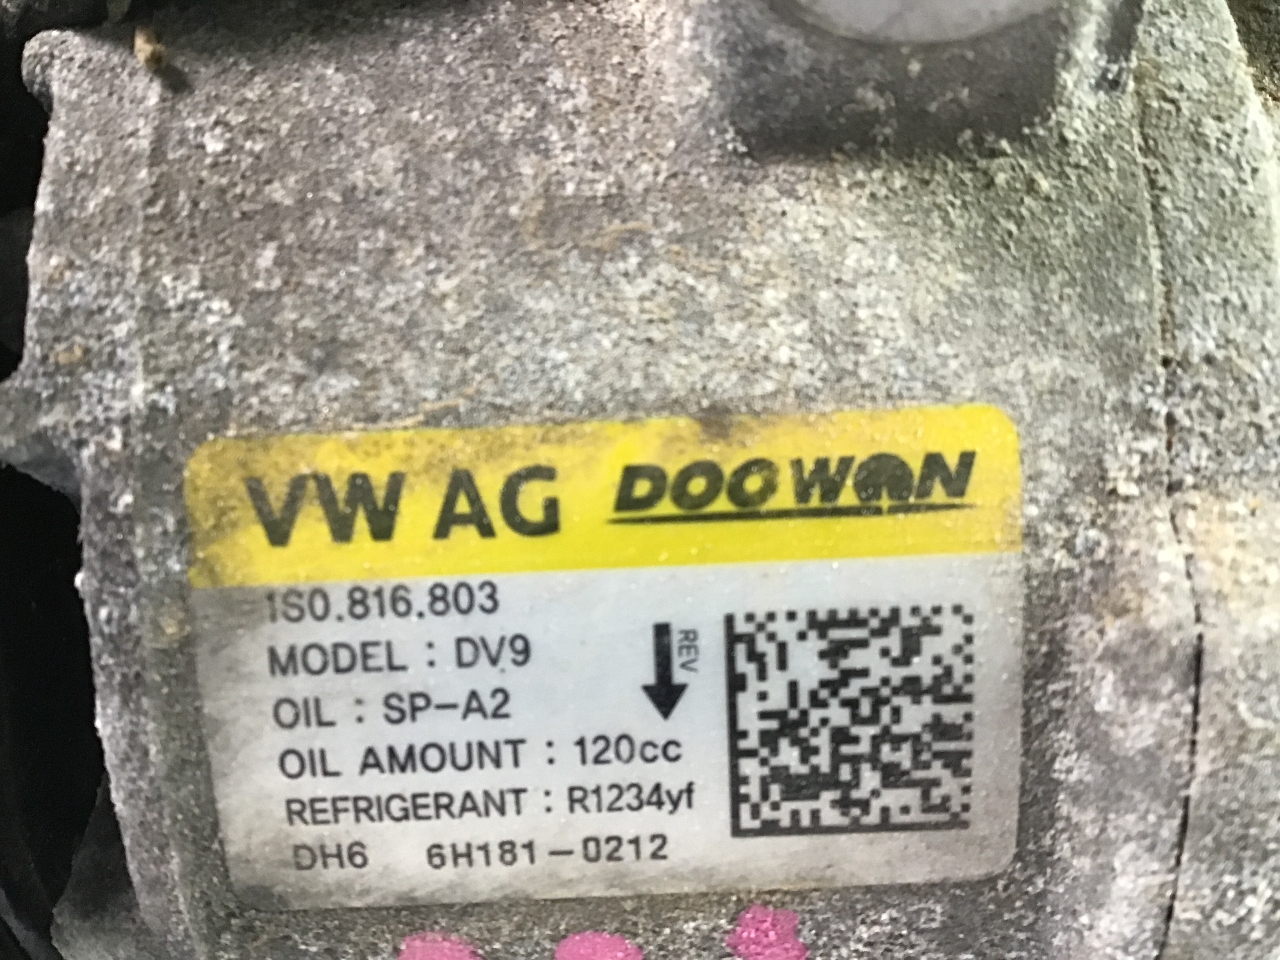 VW AG DOOWON
1S0.816.803
MODEL : DV9
OIL : SP-A2
REV
OIL AMOUNT : 120cc
REFRIGERANT : R1234yf
DH6 6H181-0212